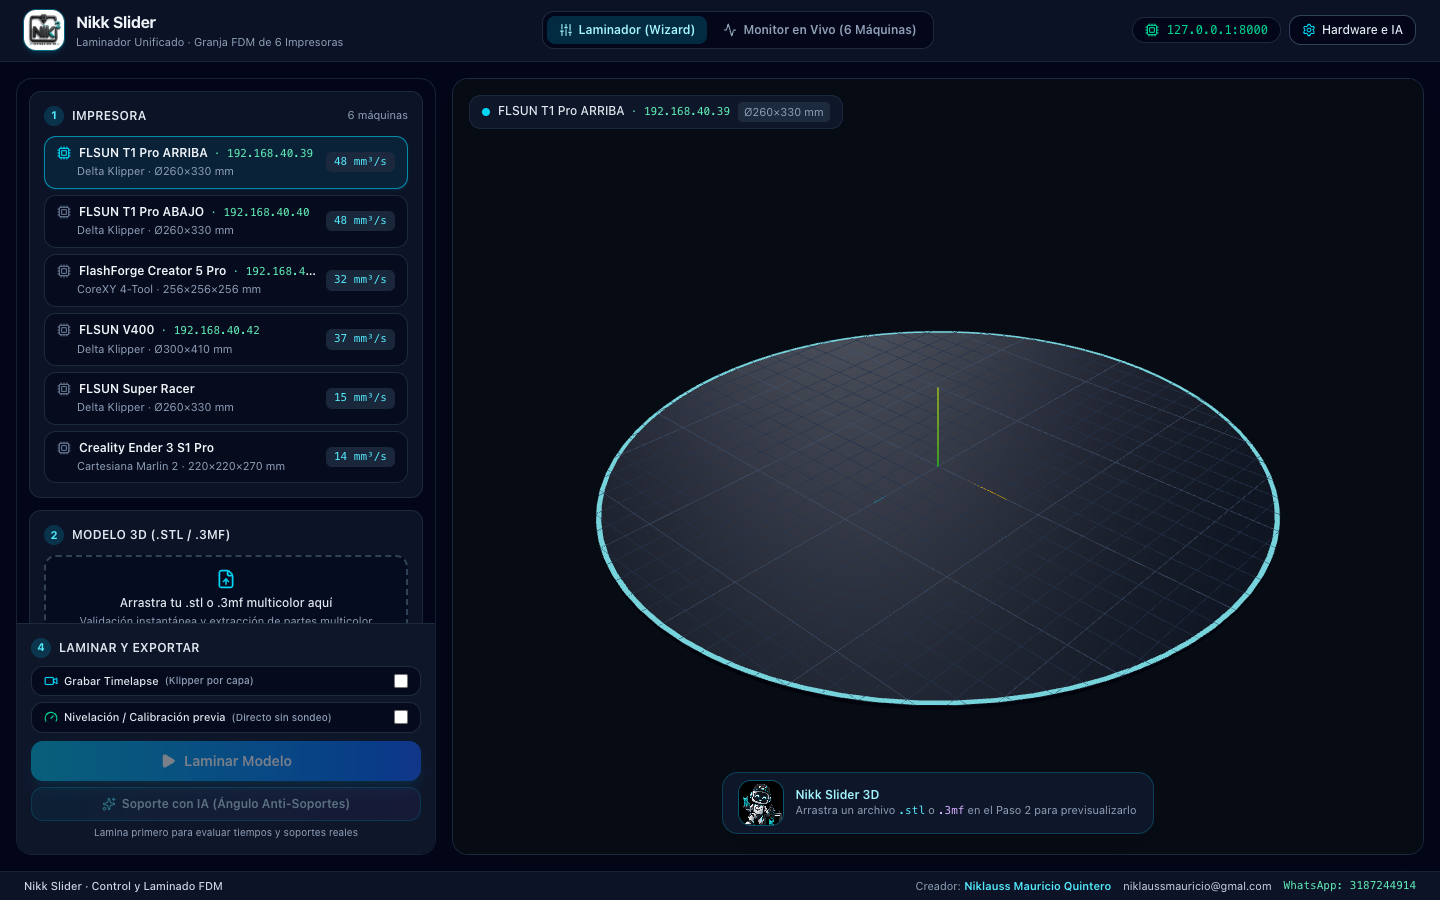 Nikk Slider
Laminador Unificado · Granja FDM de 6 Impresoras
Laminador (Wizard)
Monitor en Vivo (6 Máquinas)
127.0.0.1:8000
Hardware e IA
1 IMPRESORA
6 máquinas
FLSUN T1 Pro ARRIBA · 192.168.40.39
Delta Klipper · Ø260×330 mm
48 mm³/s
FLSUN T1 Pro ABAJO · 192.168.40.40
Delta Klipper · Ø260×330 mm
48 mm³/s
FlashForge Creator 5 Pro · 192.168.4...
CoreXY 4-Tool · 256×256×256 mm
32 mm³/s
FLSUN V400 · 192.168.40.42
Delta Klipper · Ø300×410 mm
37 mm³/s
FLSUN Super Racer
Delta Klipper · Ø260×330 mm
15 mm³/s
Creality Ender 3 S1 Pro
Cartesiana Marlin 2 · 220×220×270 mm
14 mm³/s
2 MODELO 3D (.STL / .3MF)
Arrastra tu .stl o .3mf multicolor aquí
Validación instantánea y extracción de partes multicolor
4 LAMINAR Y EXPORTAR
Grabar Timelapse (Klipper por capa)
Nivelación / Calibración previa (Directo sin sondeo)
Laminar Modelo
Soporte con IA (Ángulo Anti-Soportes)
Lamina primero para evaluar tiempos y soportes reales
FLSUN T1 Pro ARRIBA · 192.168.40.39 Ø260×330 mm
Nikk Slider 3D
Arrastra un archivo .stl o .3mf en el Paso 2 para previsualizarlo
Nikk Slider · Control y Laminado FDM
Creador: Niklauss Mauricio Quintero niklaussmauricio@gmal.com WhatsApp: 3187244914